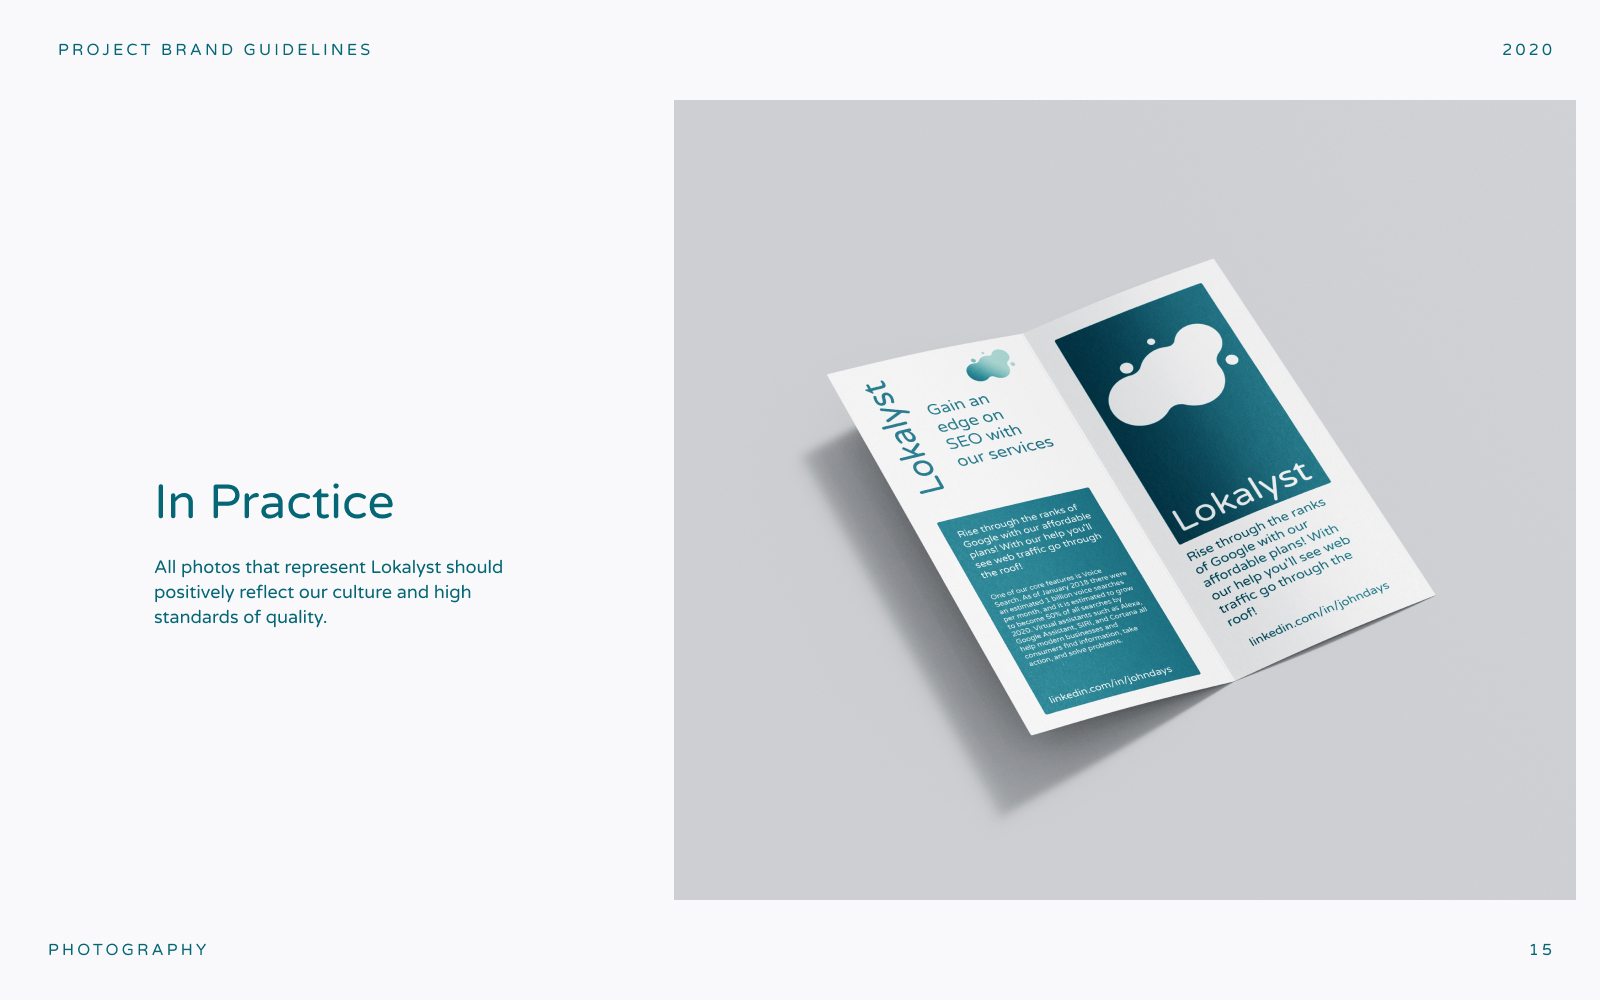 PROJECT BRAND GUIDELINES
2020
In Practice
All photos that represent Lokalyst should
positively reflect our culture and high
standards of quality.
Lokalyst
Gain an
edge on
SEO with
our services
Rise through the ranks of
Google with our affordable
plans! With our help you'll
see web traffic go through
the roof!
One of our core features is Voice
Search. As of January 2018 there were
an estimated 1 billion voice searches
per month, and it is estimated to grow
to become 50% of all searches by
2020. Virtual assistants such as Alexa,
Google Assistant, SIRI, and Cortana all
help modern businesses and
consumers find information, take
action, and solve problems.
linkedin.com/in/johndays
Lokalyst
Rise through the ranks
of Google with our
affordable plans! With
our help you'll see web
traffic go through the
roof!
linkedin.com/in/johndays
PHOTOGRAPHY
15